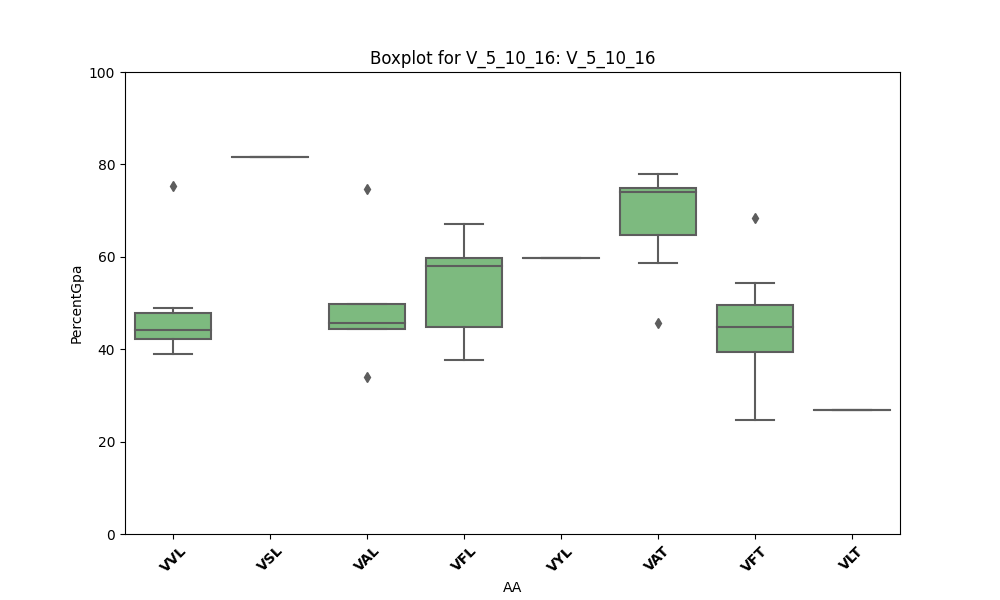 Boxplot for V_5_10_16: V_5_10_16
100
80
60
40
20
0
PercentGpa
VVL
VSL
VAL
VFL
VYL
VAT
VFT
VLT
AA